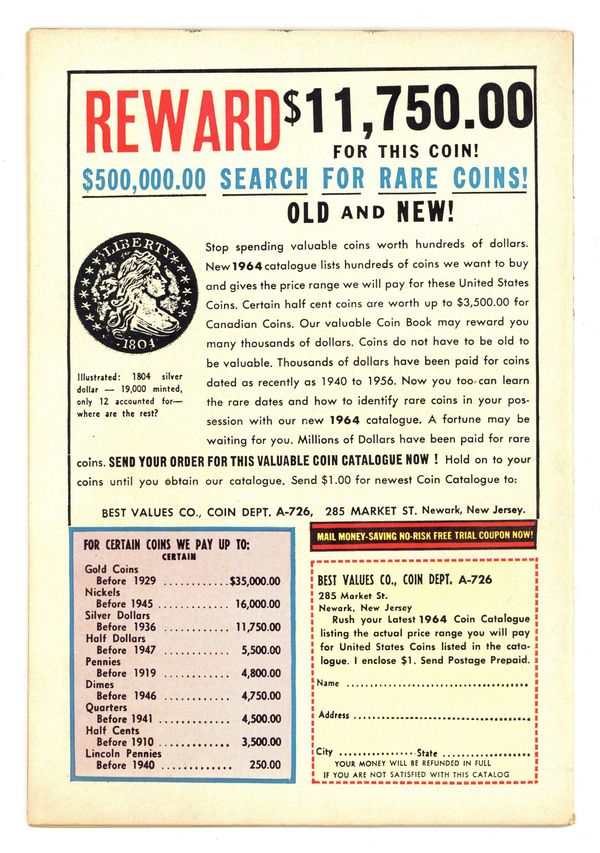 REWARD $11,750.00
FOR THIS COIN!
$500,000.00 SEARCH FOR RARE COINS!
OLD AND NEW!
LIBERTY
1804
Illustrated: 1804 silver
dollar — 19,000 minted,
only 12 accounted for—
where are the rest?
Stop spending valuable coins worth hundreds of dollars.
New 1964 catalogue lists hundreds of coins we want to buy
and gives the price range we will pay for these United States
Coins. Certain half cent coins are worth up to $3,500.00 for
Canadian Coins. Our valuable Coin Book may reward you
many thousands of dollars. Coins do not have to be old to
be valuable. Thousands of dollars have been paid for coins
dated as recently as 1940 to 1956. Now you too can learn
the rare dates and how to identify rare coins in your pos-
session with our new 1964 catalogue. A fortune may be
waiting for you. Millions of Dollars have been paid for rare
coins. SEND YOUR ORDER FOR THIS VALUABLE COIN CATALOGUE NOW ! Hold on to your
coins until you obtain our catalogue. Send $1.00 for newest Coin Catalogue to:
BEST VALUES CO., COIN DEPT. A-726, 285 MARKET ST. Newark, New Jersey.
FOR CERTAIN COINS WE PAY UP TO:
CERTAIN
Gold Coins
Before 1929 ............ $35,000.00
Nickels
Before 1945 ............ 16,000.00
Silver Dollars
Before 1936 ............ 11,750.00
Half Dollars
Before 1947 ............ 5,500.00
Pennies
Before 1919 ............ 4,800.00
Dimes
Before 1946 ............ 4,750.00
Quarters
Before 1941 ............ 4,500.00
Half Cents
Before 1910 ............ 3,500.00
Lincoln Pennies
Before 1940 ............ 250.00
MAIL MONEY-SAVING NO-RISK FREE TRIAL COUPON NOW!
BEST VALUES CO., COIN DEPT. A-726
285 Market St.
Newark, New Jersey
Rush your Latest 1964 Coin Catalogue
listing the actual price range you will pay
for United States Coins listed in the cata-
logue. I enclose $1. Send Postage Prepaid.
Name ....................................
Address ....................................
City ............... State ..................
YOUR MONEY WILL BE REFUNDED IN FULL
IF YOU ARE NOT SATISFIED WITH THIS CATALOG